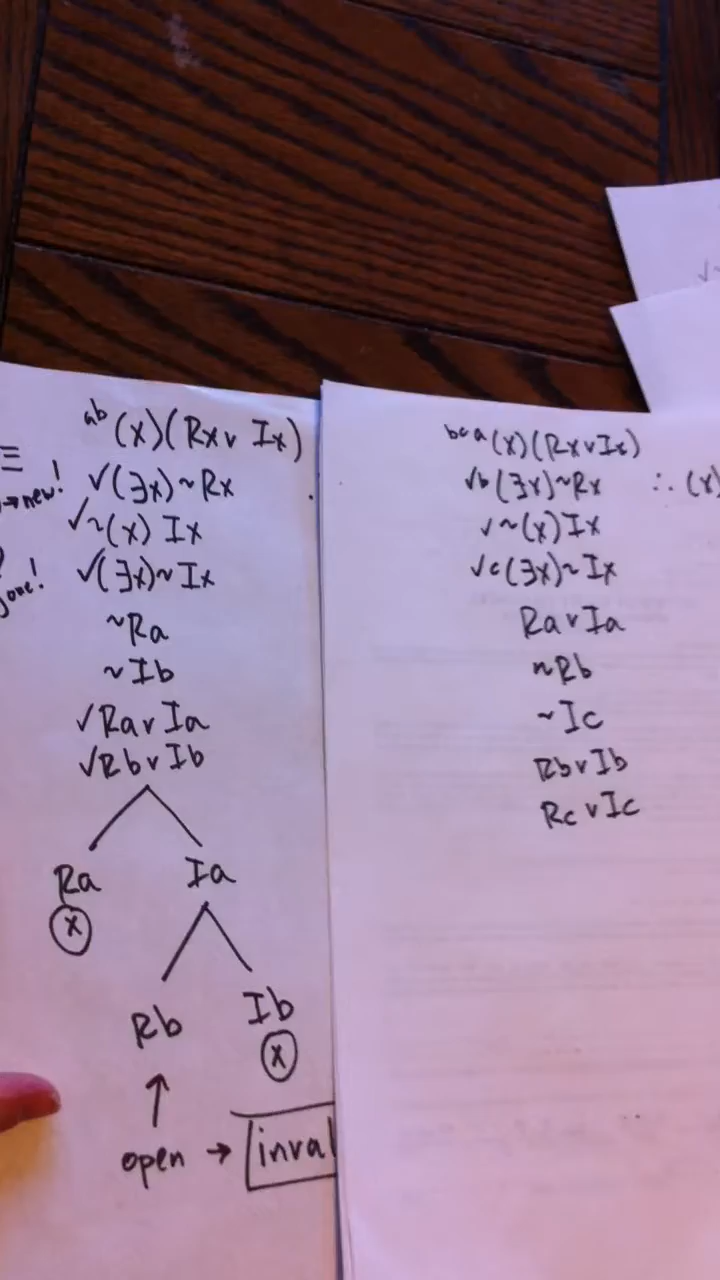 ab (x)(Rx v Ix)
≡
→new!
√(∃x)~Rx
√~(x) Ix
gone!
√(∃x)~Ix
~Ra
~Ib
√Ra v Ia
√Rb v Ib
Ra
Ia
x
Rb
Ib
x
open → inval
bca (x)(Rx v Ix)
√b (∃x)~Rx ∴ (x)
√~(x) Ix
√c (∃x)~Ix
Ra v Ia
~Rb
~Ic
Rb v Ib
Rc v Ic